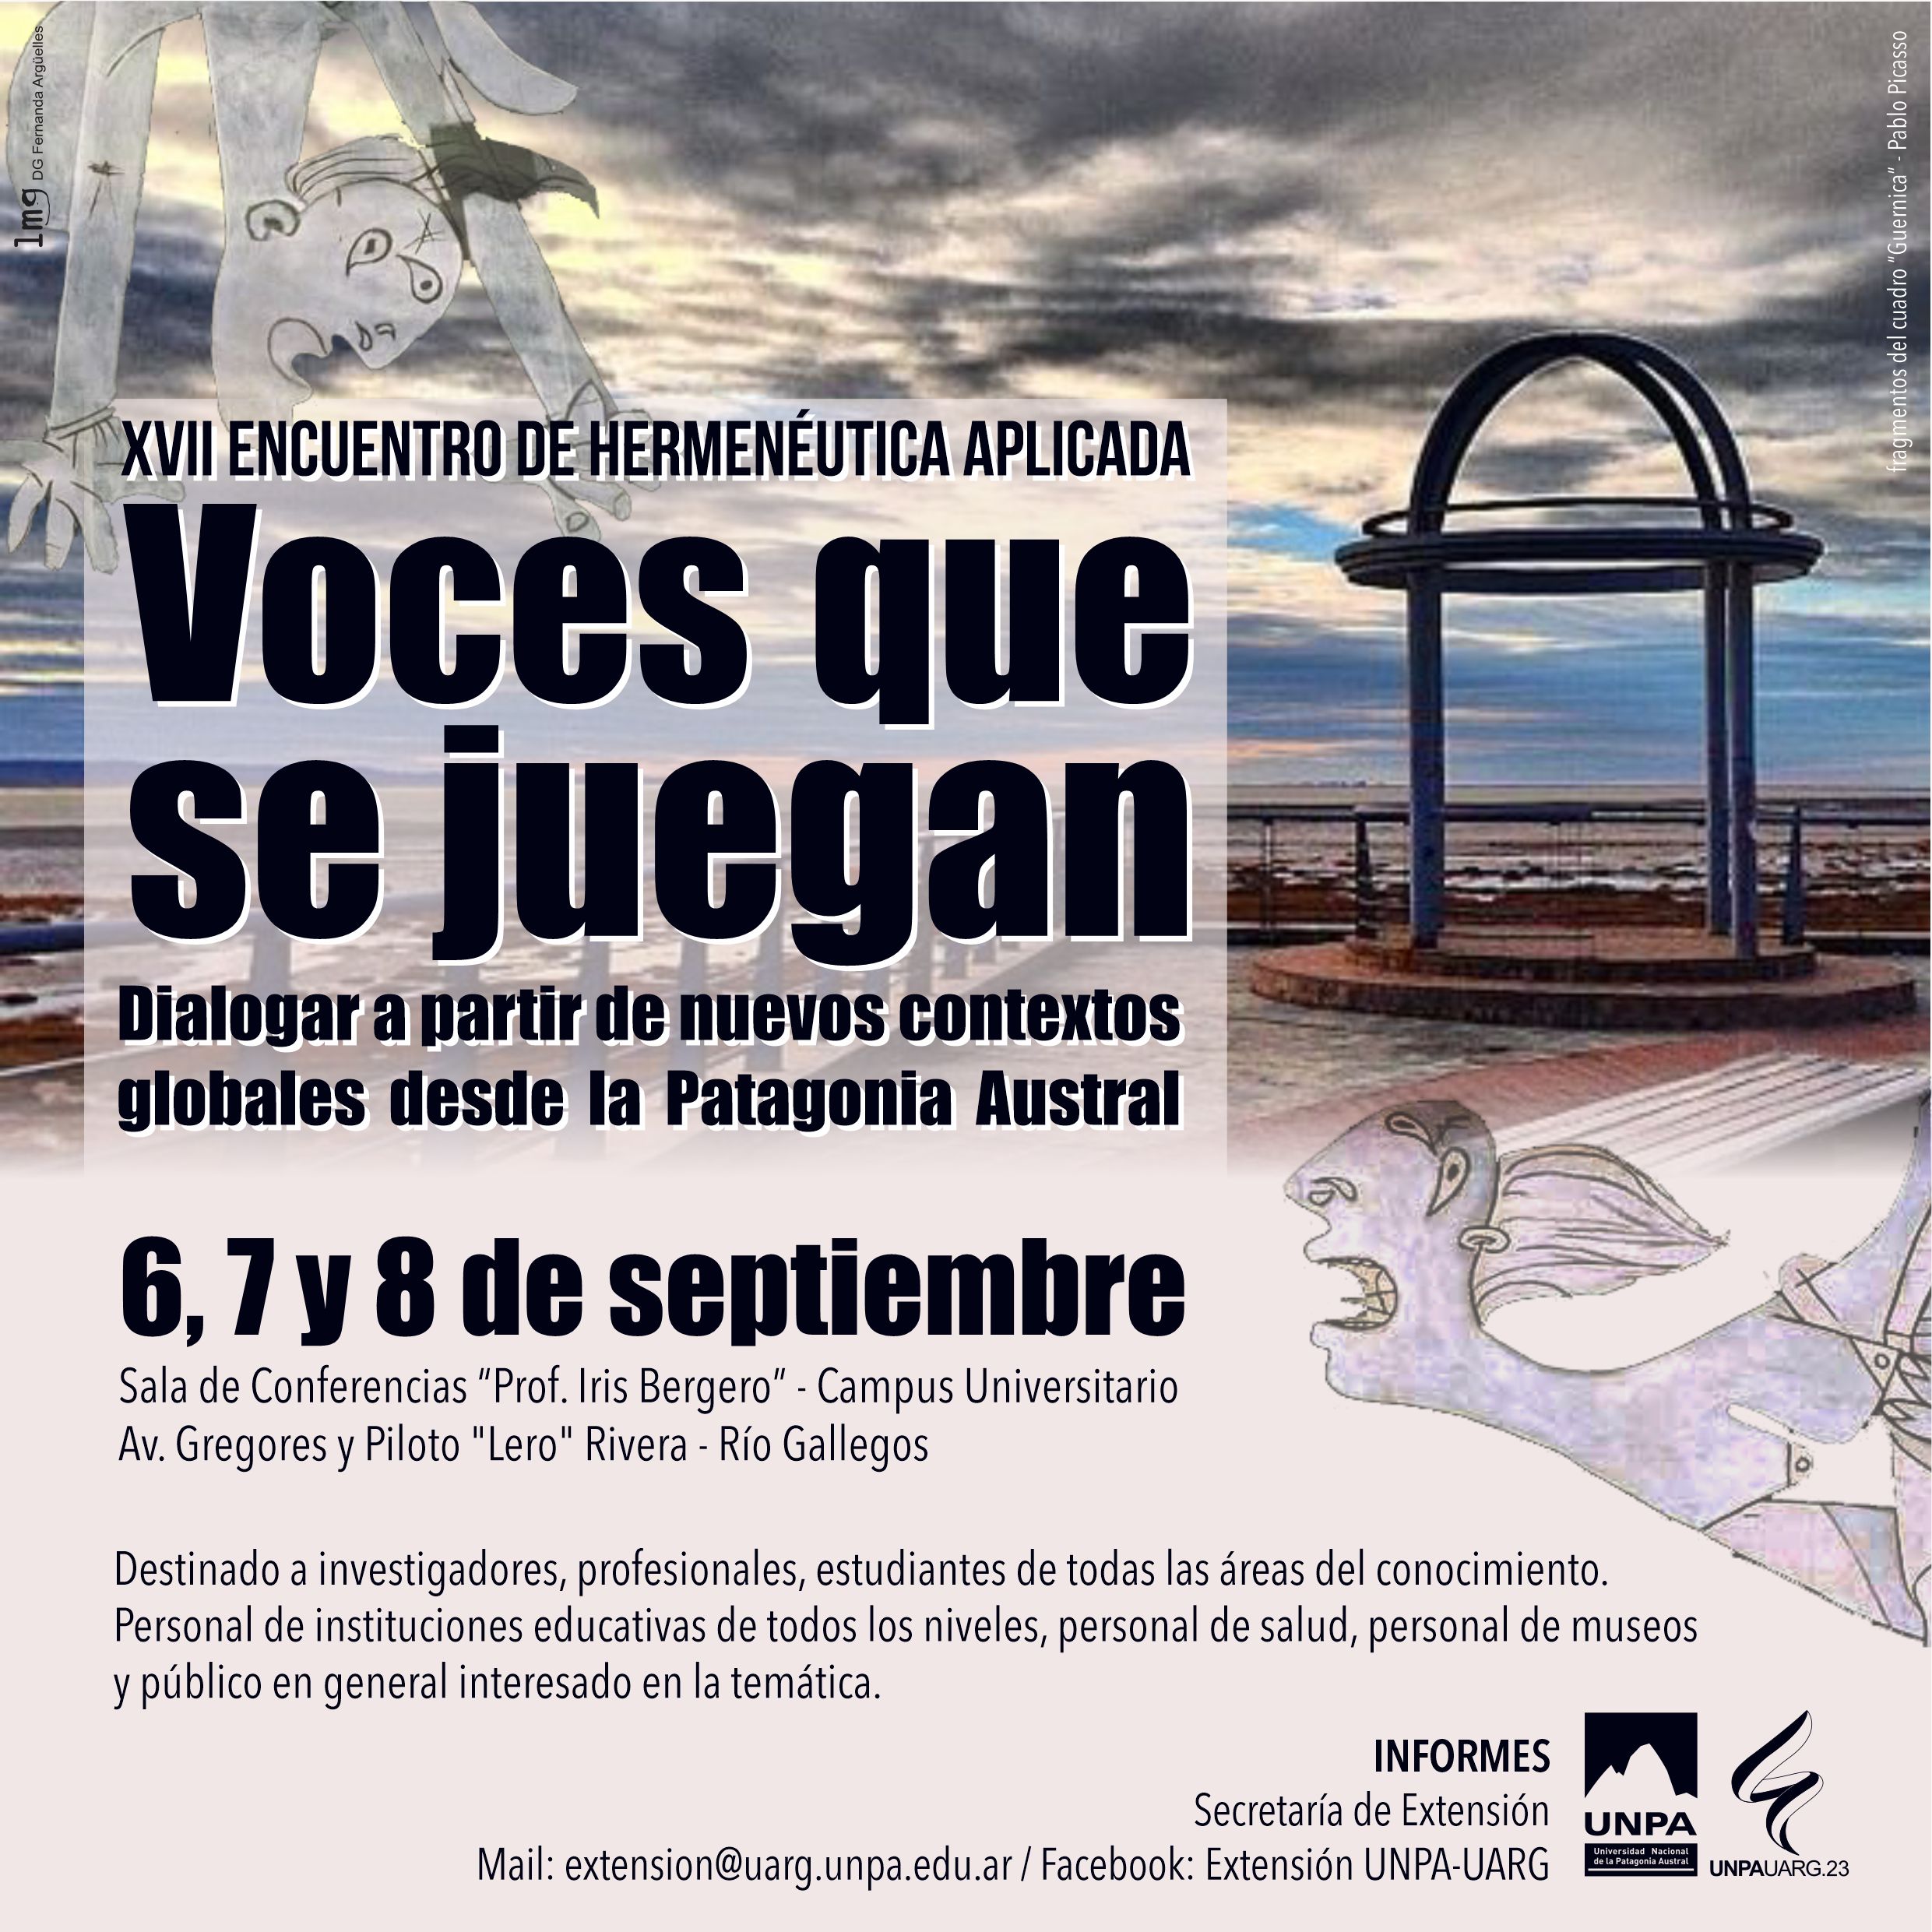 lmg DG Fernanda Argüelles
fragmentos del cuadro "Guernica" - Pablo Picasso
XVII ENCUENTRO DE HERMENÉUTICA APLICADA
Voces que
se juegan
Dialogar a partir de nuevos contextos
globales desde la Patagonia Austral
6, 7 y 8 de septiembre
Sala de Conferencias “Prof. Iris Bergero” - Campus Universitario
Av. Gregores y Piloto "Lero" Rivera - Río Gallegos
Destinado a investigadores, profesionales, estudiantes de todas las áreas del conocimiento.
Personal de instituciones educativas de todos los niveles, personal de salud, personal de museos
y público en general interesado en la temática.
INFORMES
Secretaría de Extensión
Mail: extension@uarg.unpa.edu.ar / Facebook: Extensión UNPA-UARG
UNPA
Universidad Nacional
de la Patagonia Austral
UNPAUARG.23